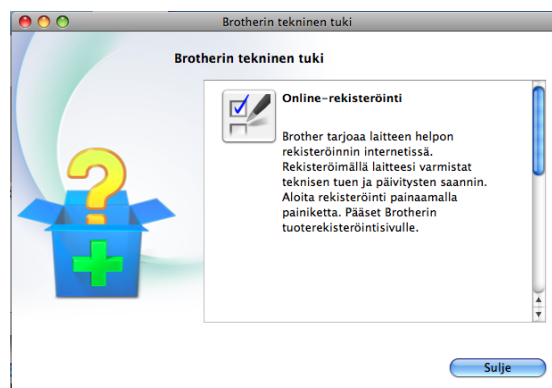 Brotherin tekninen tuki
Brotherin tekninen tuki
Online-rekisteröinti
Brother tarjoaa laitteen helpon
rekisteröinnin internetissä.
Rekisteröimällä laitteesi varmistat
teknisen tuen ja päivitysten saannin.
Aloita rekisteröinti painaamalla
painiketta. Pääset Brotherin
tuoterekisteröintisivulle.
Sulje